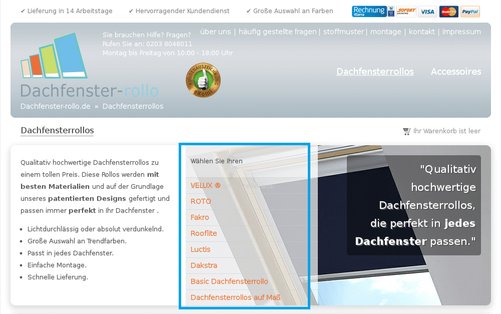 ✔ Lieferung in 14 Arbeitstage ✔ Hervorragender Kundendienst ✔ Große Auswahl an Farben
Rechnung
Klarna
SOFORT
VISA
MasterCard
PayPal
Sie brauchen Hilfe? Fragen?
Rufen Sie an: 0203 8046011
Montag bis Freitag von 10:00 - 18:00 Uhr
über uns | häufig gestellte fragen | stoffmuster | montage | kontakt | Impressum
Dachfenster-rollo
Dachfensterrollos Accessoires
Dachfenster-rollo.de » Dachfensterrollos
Dachfensterrollos
Ihr Warenkorb ist leer
Qualitativ hochwertige Dachfensterrollos zu
einem tollen Preis. Diese Rollos werden mit
besten Materialien und auf der Grundlage
unseres patentierten Designs gefertigt und
passen immer perfekt in Ihr Dachfenster .
• Lichtdurchlässig oder absolut verdunkelnd.
• Große Auswahl an Trendfarben.
• Passt in jedes Dachfenster.
• Einfache Montage.
• Schnelle Lieferung.
Wählen Sie Ihren
VELUX ®
ROTO
Fakro
Rooflite
Luctis
Dakstra
Basic Dachfensterrollo
Dachfensterrollos auf Maß
"Qualitativ
hochwertige
Dachfensterrollos,
die perfekt in jedes
Dachfenster passen."